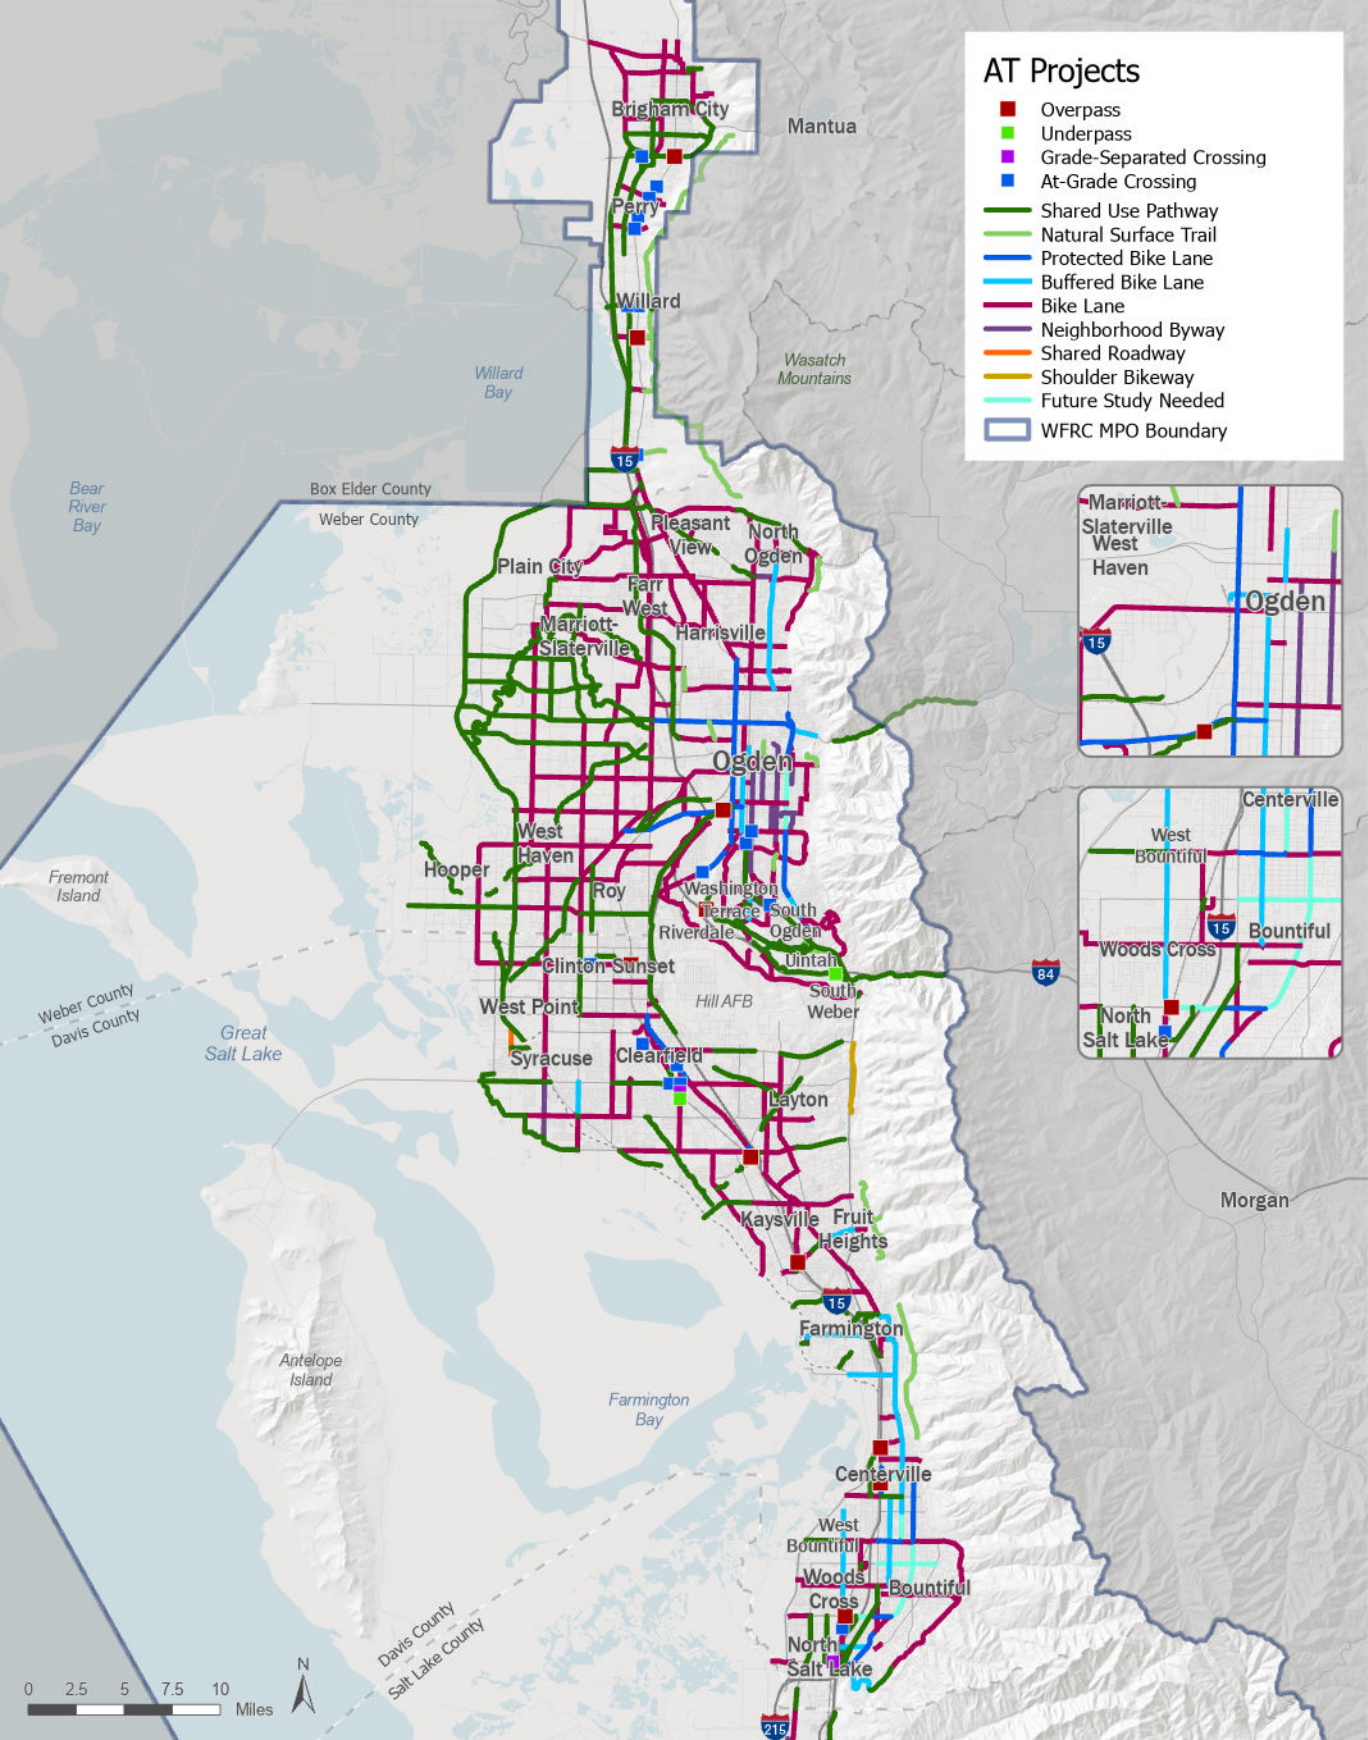 AT Projects
Overpass
Underpass
Grade-Separated Crossing
At-Grade Crossing
Shared Use Pathway
Natural Surface Trail
Protected Bike Lane
Buffered Bike Lane
Bike Lane
Neighborhood Byway
Shared Roadway
Shoulder Bikeway
Future Study Needed
WFRC MPO Boundary
Brigham City
Mantua
Perry
Willard
Wasatch
Mountains
Willard
Bay
15
Bear
River
Bay
Box Elder County
Weber County
Pleasant
View
North
Ogden
Plain City
Farr
West
Marriott-
Slaterville
Harrisville
Ogden
West
Haven
Hooper
Roy
Fremont
Island
Washington
Terrace
South
Ogden
Riverdale
Uintah
Clinton
Sunset
South
Weber
Hill AFB
84
Weber County
Davis County
West Point
Great
Salt Lake
Syracuse
Clearfield
Layton
Kaysville
Fruit
Heights
Morgan
15
Farmington
Antelope
Island
Farmington
Bay
Centerville
West
Bountiful
Woods
Cross
Bountiful
North
Salt Lake
Davis County
Salt Lake County
215
N
0 2.5 5 7.5 10
Miles
Marriott-
Slaterville
West
Haven
Ogden
15
Centerville
West
Bountiful
15
Bountiful
Woods Cross
North
Salt Lake